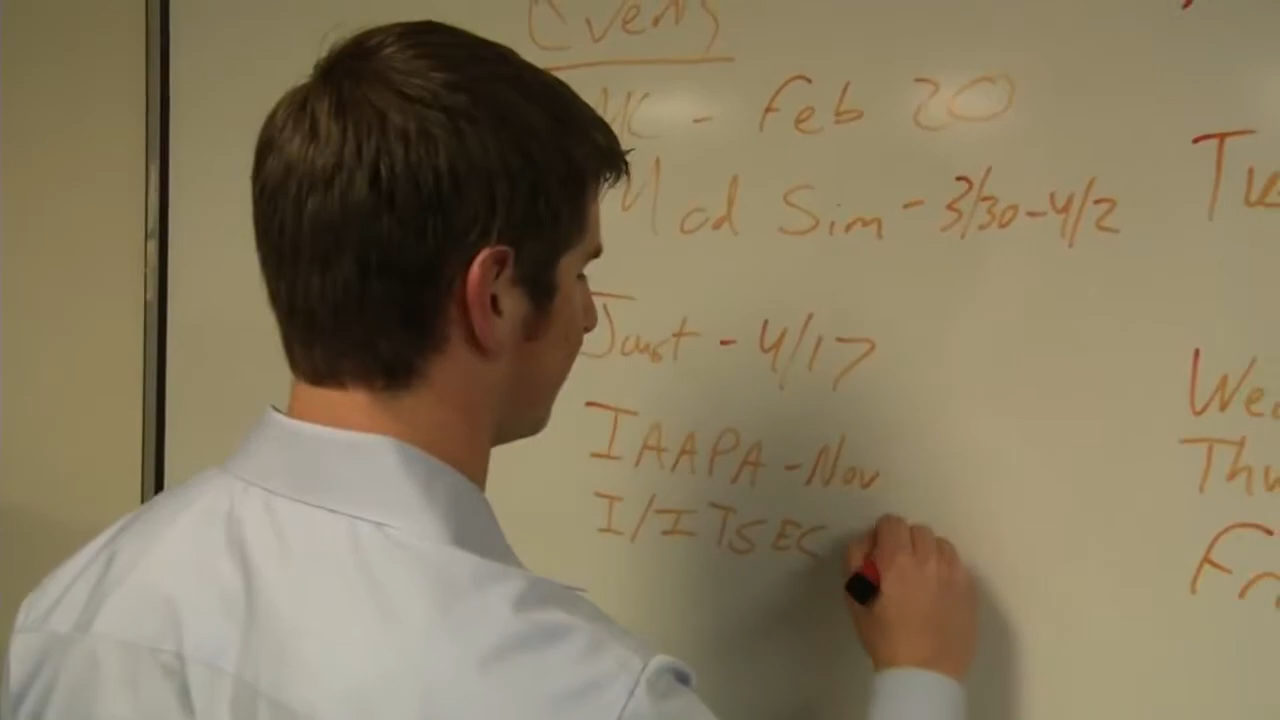 Events
- Feb 20
Mod Sim - 3/30-4/2
Joust - 4/17
IAAPA - Nov
I/ITSEC
Tu
We
Thu
Fr